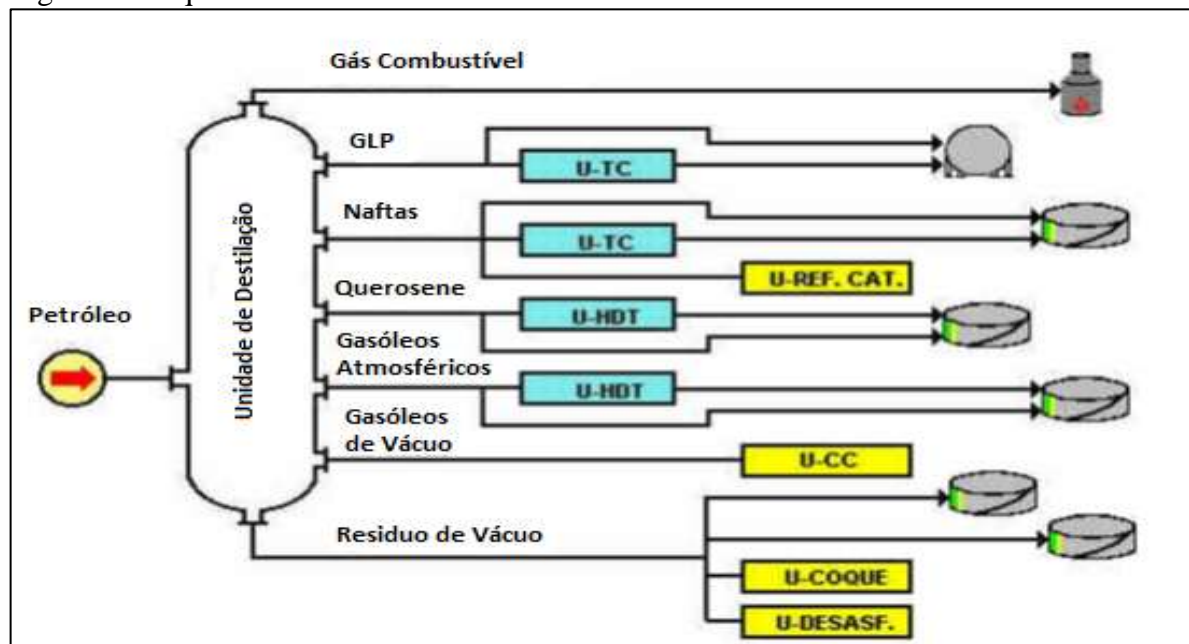 Gás Combustível
GLP
U-TC
Naftas
U-TC
U-REF. CAT.
Querosene
U-HDT
Gasóleos
Atmosféricos
U-HDT
Gasóleos
de Vácuo
U-CC
Residuo de Vácuo
U-COQUE
U-DESASF.
Petróleo
Unidade de Destilação